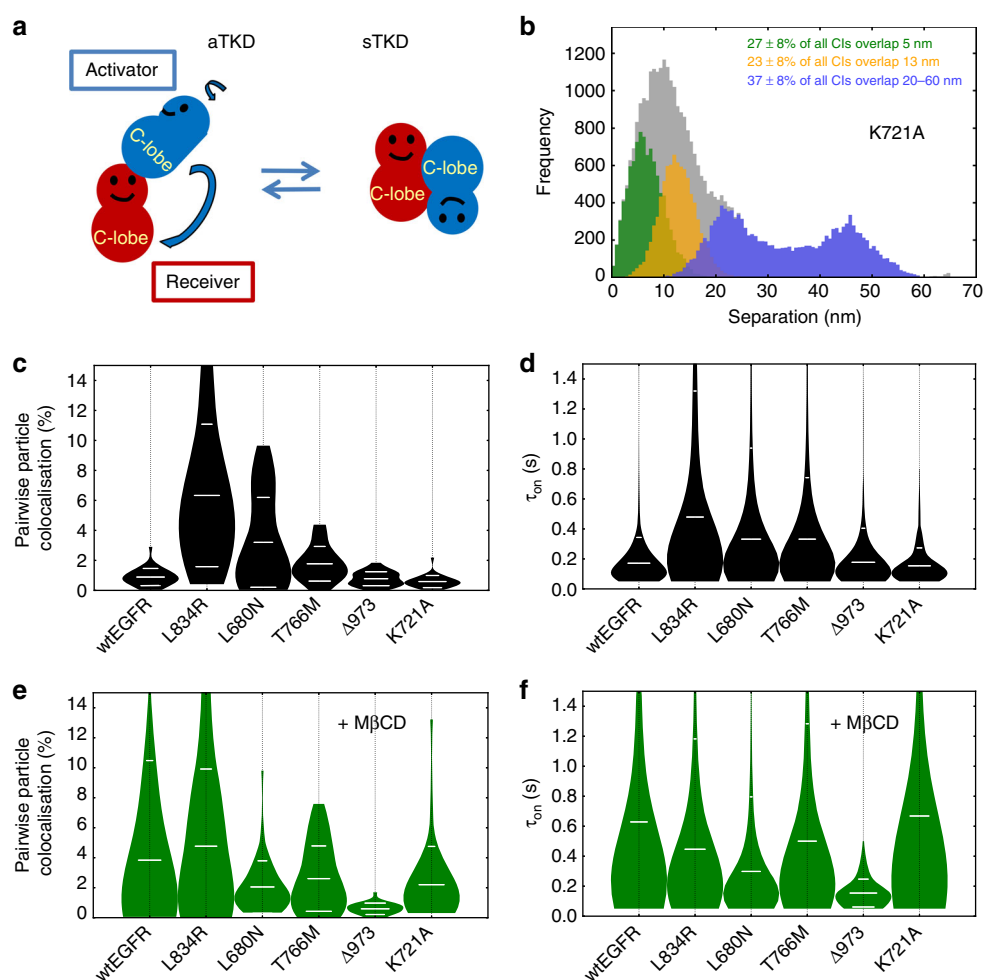 a
aTKD
sTKD
Activator
C-lobe
C-lobe
C-lobe
C-lobe
Receiver
b
27 ± 8% of all CIs overlap 5 nm
23 ± 8% of all CIs overlap 13 nm
37 ± 8% of all CIs overlap 20–60 nm
K721A
Frequency
1200
1000
800
600
400
200
0
0 10 20 30 40 50 60 70
Separation (nm)
c
Pairwise particle
colocalisation (%)
14
12
10
8
6
4
2
0
wtEGFR L834R L680N T766M Δ973 K721A
d
τon (s)
1.4
1.2
1.0
0.8
0.6
0.4
0.2
0.0
wtEGFR L834R L680N T766M Δ973 K721A
e
+ MβCD
Pairwise particle
colocalisation (%)
14
12
10
8
6
4
2
0
wtEGFR L834R L680N T766M Δ973 K721A
f
+ MβCD
τon (s)
1.4
1.2
1.0
0.8
0.6
0.4
0.2
0.0
wtEGFR L834R L680N T766M Δ973 K721A